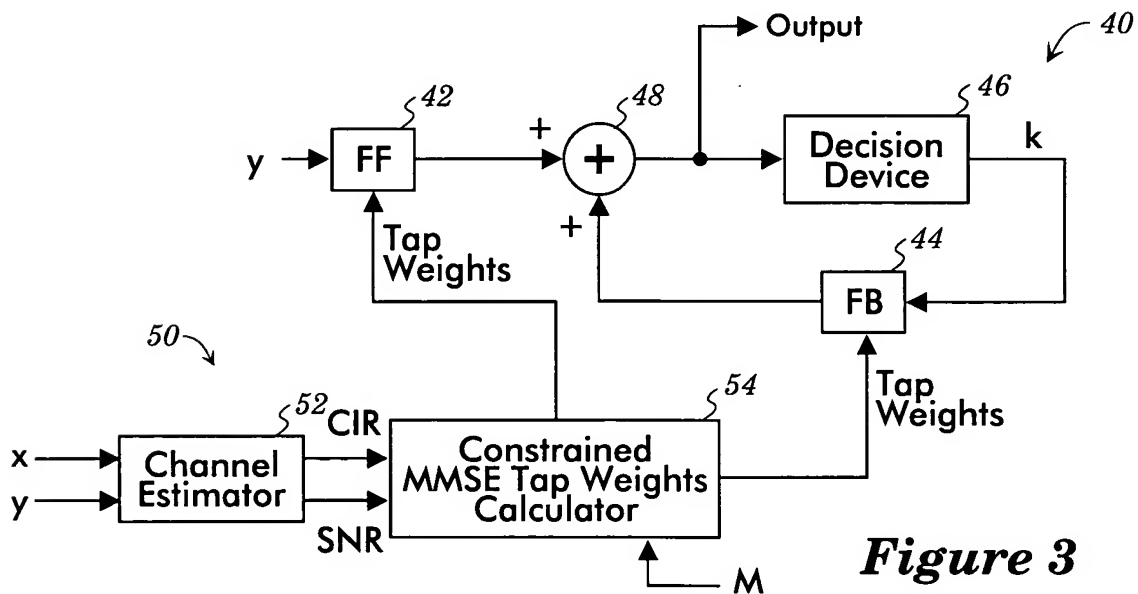 Output
40
42
48
46
+
y
FF
+
Decision
Device
k
+
Tap
Weights
44
FB
50
Tap
Weights
52
CIR
54
x
y
Channel
Estimator
Constrained
MMSE Tap Weights
Calculator
SNR
M
Figure 3